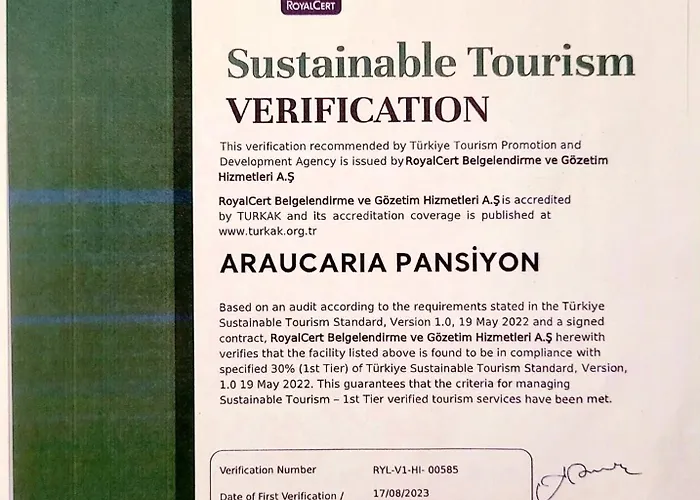 ROYALCERT
Sustainable Tourism
VERIFICATION
This verification recommended by Türkiye Tourism Promotion and
Development Agency is issued by RoyalCert Belgelendirme ve Gözetim
Hizmetleri A.Ş
RoyalCert Belgelendirme ve Gözetim Hizmetleri A.Ş is accredited
by TURKAK and its accreditation coverage is published at
www.turkak.org.tr
ARAUCARIA PANSİYON
Based on an audit according to the requirements stated in the Türkiye
Sustainable Tourism Standard, Version 1.0, 19 May 2022 and a signed
contract, RoyalCert Belgelendirme ve Gözetim Hizmetleri A.Ş herewith
verifies that the facility listed above is found to be in compliance with
specified 30% (1st Tier) of Türkiye Sustainable Tourism Standard, Version,
1.0 19 May 2022. This guarantees that the criteria for managing
Sustainable Tourism – 1st Tier verified tourism services have been met.
Verification Number RYL-V1-HI- 00585
Date of First Verification / 17/08/2023